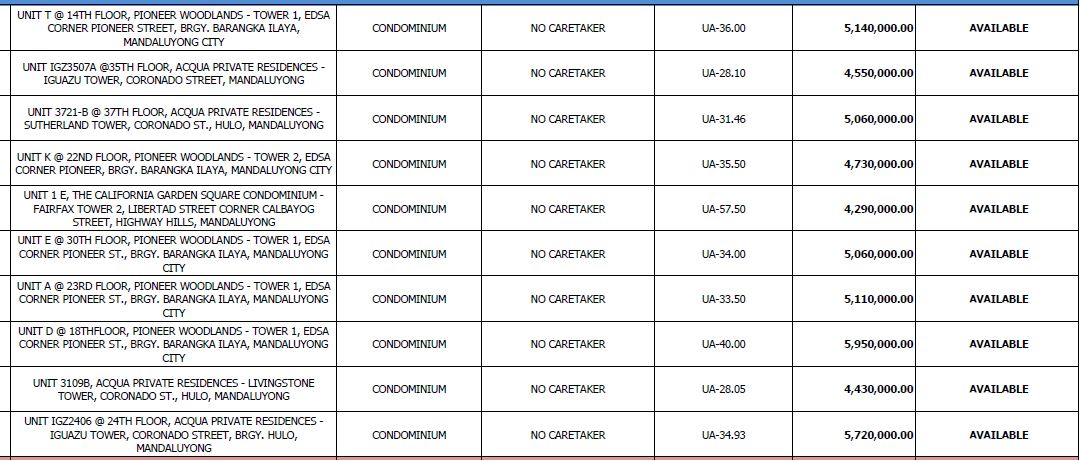 UNIT T @ 14TH FLOOR, PIONEER WOODLANDS - TOWER 1, EDSA
CORNER PIONEER STREET, BRGY. BARANGKA ILAYA,
MANDALUYONG CITY
CONDOMINIUM
NO CARETAKER
UA-36.00
5,140,000.00
AVAILABLE
UNIT IGZ3507A @35TH FLOOR, ACQUA PRIVATE RESIDENCES -
IGUAZU TOWER, CORONADO STREET, MANDALUYONG
CONDOMINIUM
NO CARETAKER
UA-28.10
4,550,000.00
AVAILABLE
UNIT 3721-B @ 37TH FLOOR, ACQUA PRIVATE RESIDENCES -
SUTHERLAND TOWER, CORONADO ST., HULO, MANDALUYONG
CONDOMINIUM
NO CARETAKER
UA-31.46
5,060,000.00
AVAILABLE
UNIT K @ 22ND FLOOR, PIONEER WOODLANDS - TOWER 2, EDSA
CORNER PIONEER, BRGY. BARANGKA ILAYA, MANDALUYONG CITY
CONDOMINIUM
NO CARETAKER
UA-35.50
4,730,000.00
AVAILABLE
UNIT 1 E, THE CALIFORNIA GARDEN SQUARE CONDOMINIUM -
FAIRFAX TOWER 2, LIBERTAD STREET CORNER CALBAYOG
STREET, HIGHWAY HILLS, MANDALUYONG
CONDOMINIUM
NO CARETAKER
UA-57.50
4,290,000.00
AVAILABLE
UNIT E @ 30TH FLOOR, PIONEER WOODLANDS - TOWER 1, EDSA
CORNER PIONEER ST., BRGY. BARANGKA ILAYA, MANDALUYONG
CITY
CONDOMINIUM
NO CARETAKER
UA-34.00
5,060,000.00
AVAILABLE
UNIT A @ 23RD FLOOR, PIONEER WOODLANDS - TOWER 1, EDSA
CORNER PIONEER ST., BRGY. BARANGKA ILAYA, MANDALUYONG
CITY
CONDOMINIUM
NO CARETAKER
UA-33.50
5,110,000.00
AVAILABLE
UNIT D @ 18THFLOOR, PIONEER WOODLANDS - TOWER 1, EDSA
CORNER PIONEER ST., BRGY. BARANGKA ILAYA, MANDALUYONG
CITY
CONDOMINIUM
NO CARETAKER
UA-40.00
5,950,000.00
AVAILABLE
UNIT 3109B, ACQUA PRIVATE RESIDENCES - LIVINGSTONE
TOWER, CORONADO ST., HULO, MANDALUYONG
CONDOMINIUM
NO CARETAKER
UA-28.05
4,430,000.00
AVAILABLE
UNIT IGZ2406 @ 24TH FLOOR, ACQUA PRIVATE RESIDENCES -
IGUAZU TOWER, CORONADO STREET, BRGY. HULO,
MANDALUYONG
CONDOMINIUM
NO CARETAKER
UA-34.93
5,720,000.00
AVAILABLE